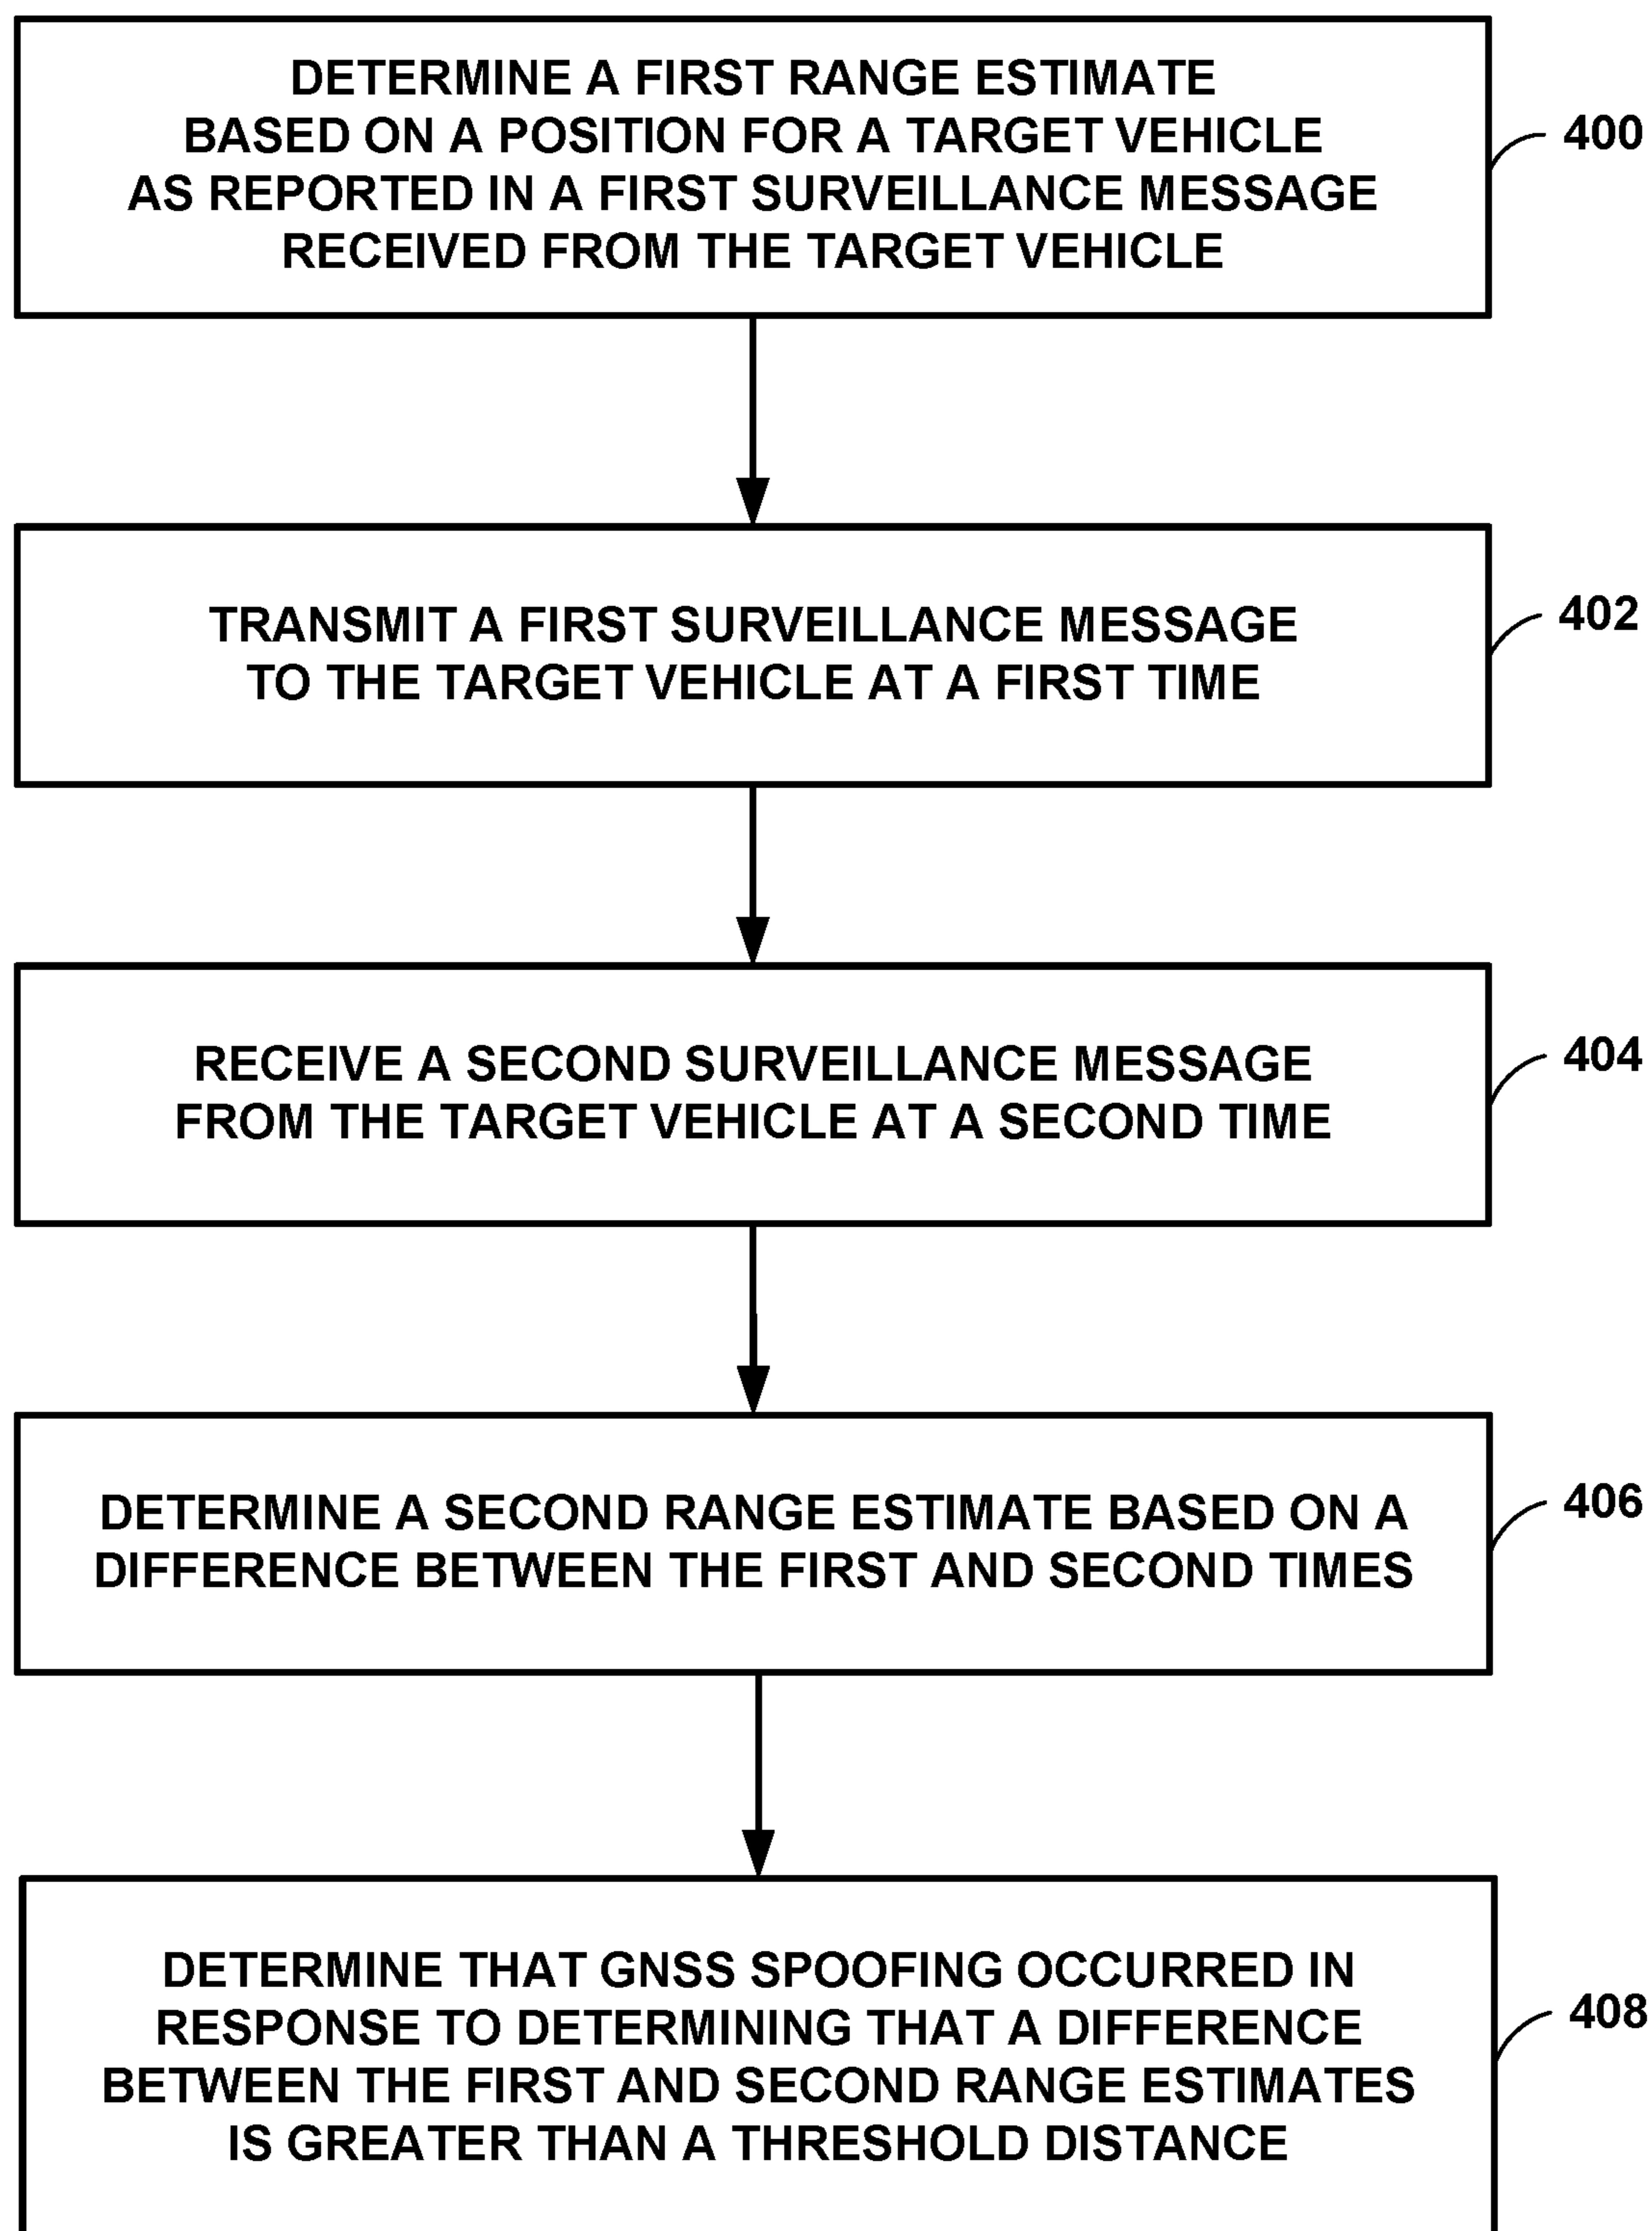 DETERMINE A FIRST RANGE ESTIMATE
BASED ON A POSITION FOR A TARGET VEHICLE
AS REPORTED IN A FIRST SURVEILLANCE MESSAGE
RECEIVED FROM THE TARGET VEHICLE
400
TRANSMIT A FIRST SURVEILLANCE MESSAGE
TO THE TARGET VEHICLE AT A FIRST TIME
402
RECEIVE A SECOND SURVEILLANCE MESSAGE
FROM THE TARGET VEHICLE AT A SECOND TIME
404
DETERMINE A SECOND RANGE ESTIMATE BASED ON A
DIFFERENCE BETWEEN THE FIRST AND SECOND TIMES
406
DETERMINE THAT GNSS SPOOFING OCCURRED IN
RESPONSE TO DETERMINING THAT A DIFFERENCE
BETWEEN THE FIRST AND SECOND RANGE ESTIMATES
IS GREATER THAN A THRESHOLD DISTANCE
408